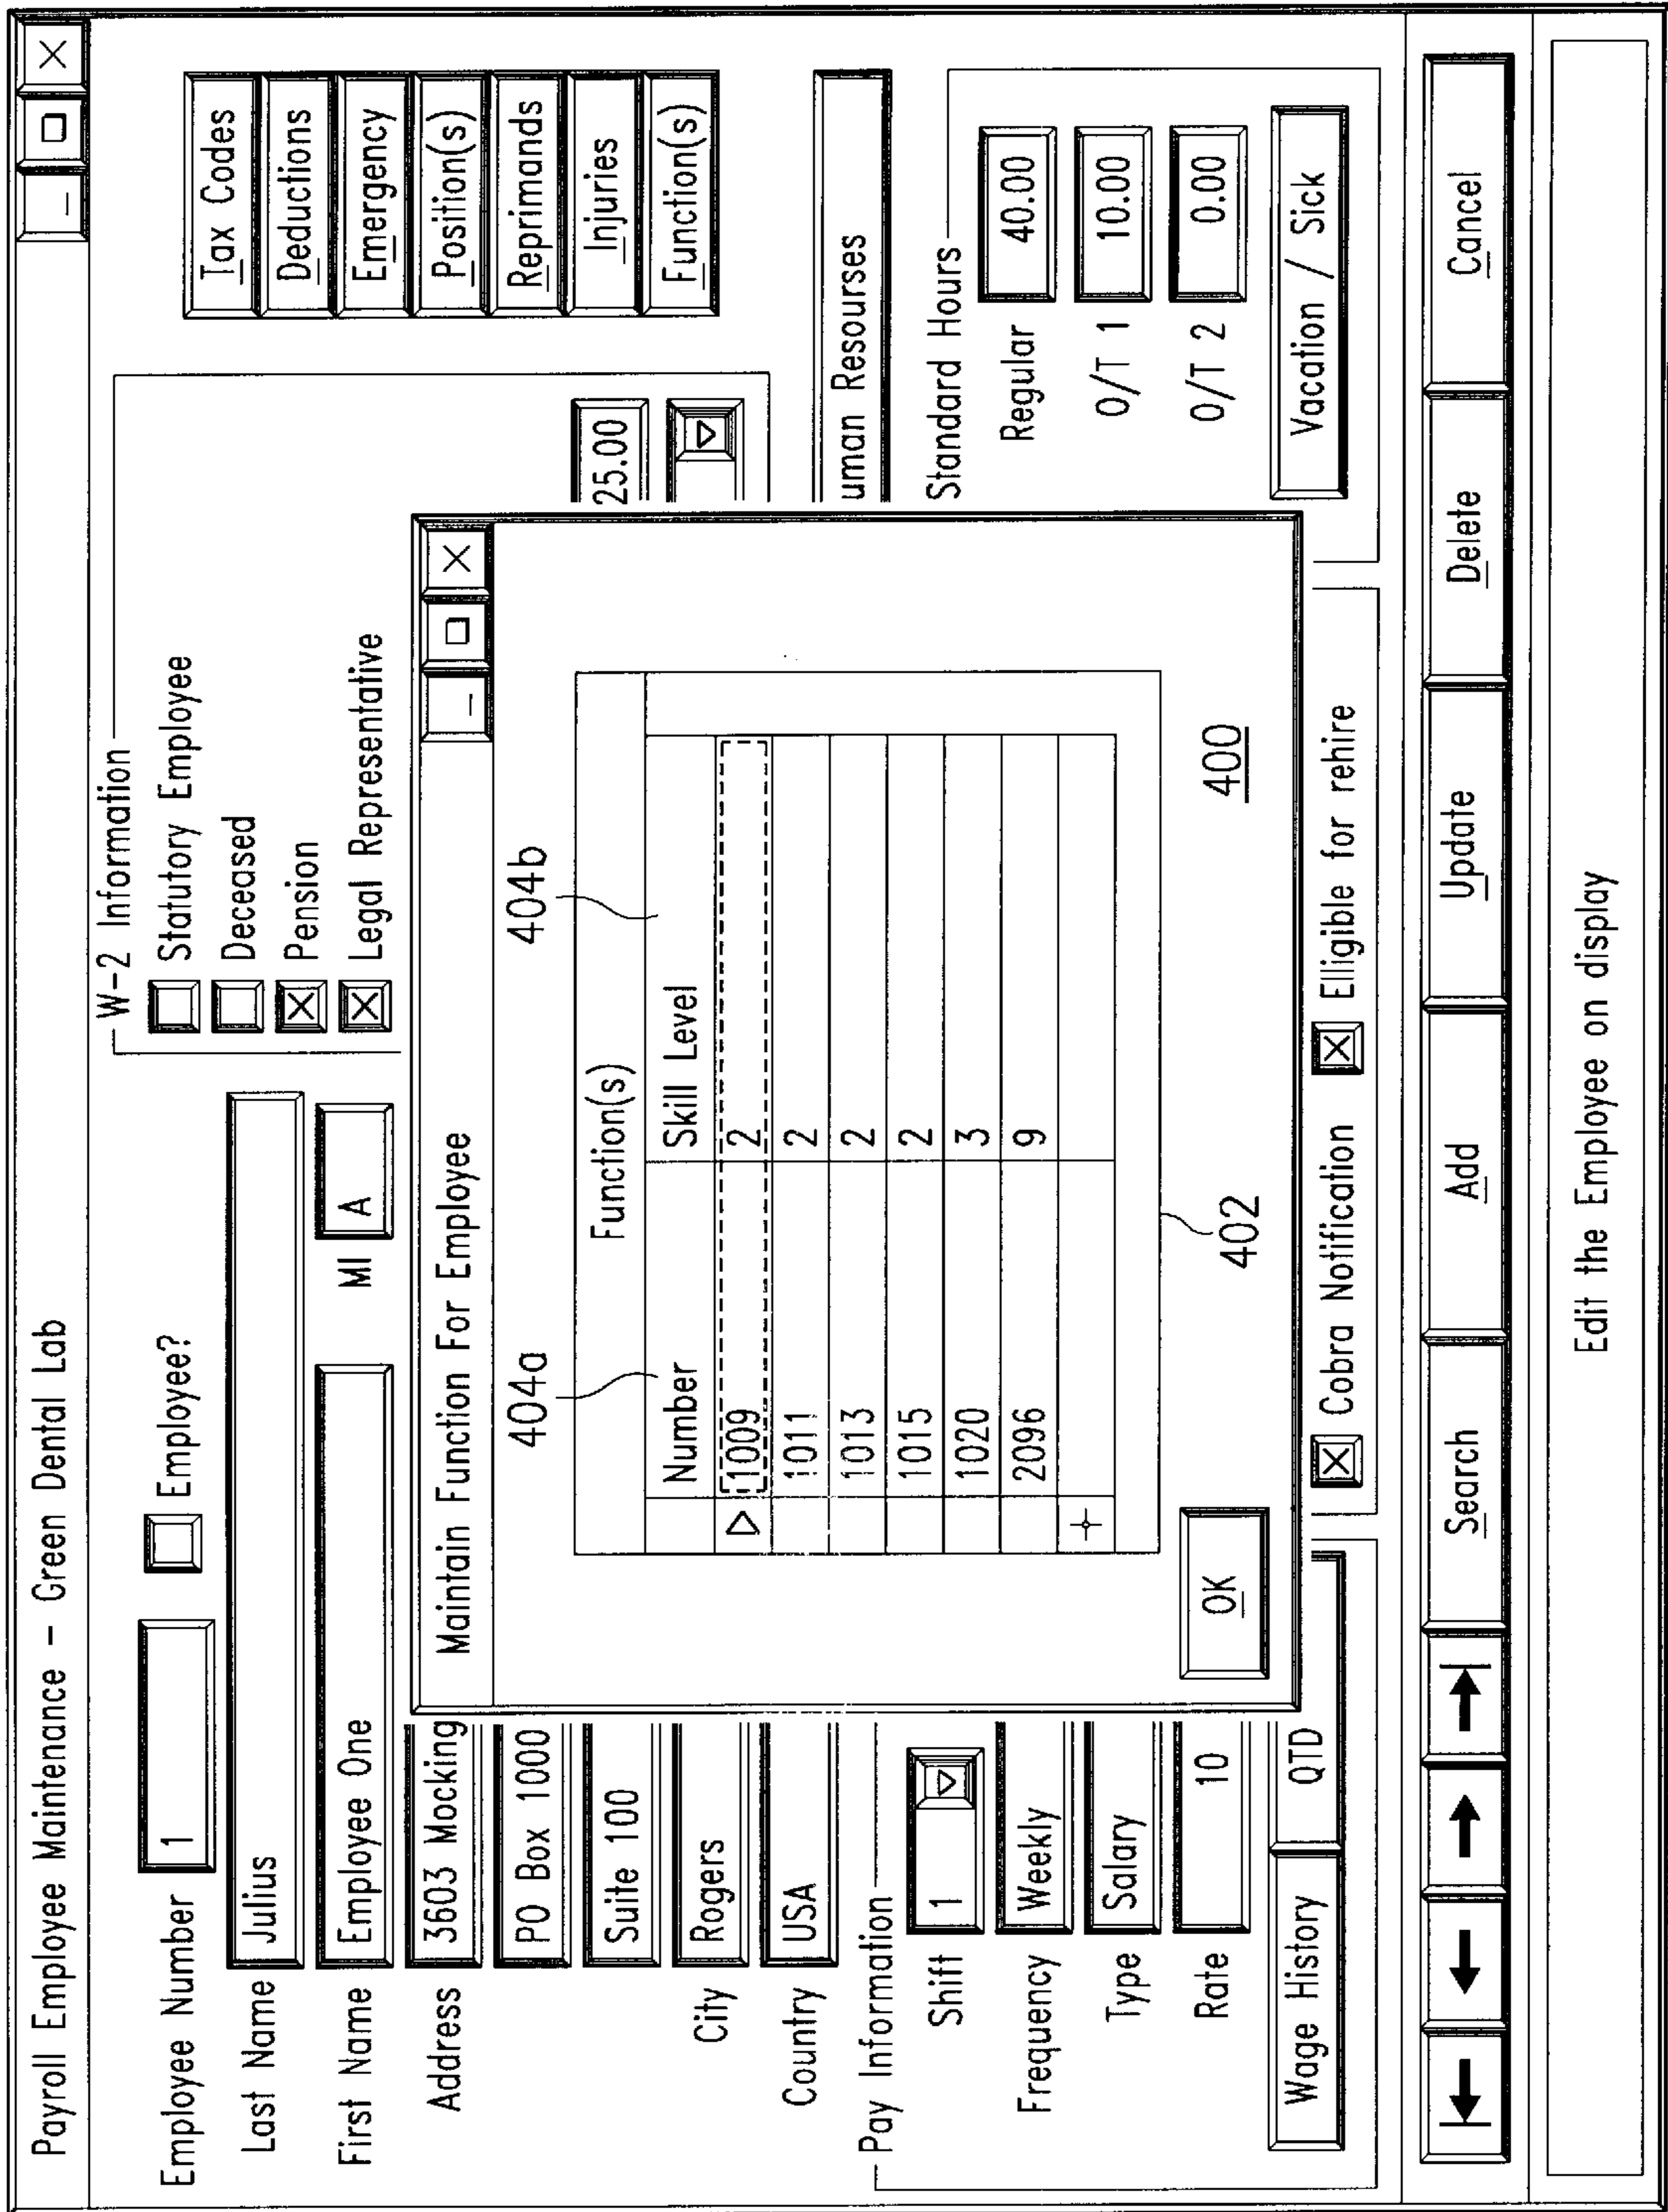 Payroll Employee Maintenance – Green Dental Lab
Employee Number 1 Employee?
Last Name Julius
First Name Employee One MI A
Address 3603 Mocking
PO Box 1000
Suite 100
City Rogers
Country USA
W-2 Information
Statutory Employee
Deceased
Pension
Legal Representative
25.00
Tax Codes
Deductions
Emergency
Position(s)
Reprimands
Injuries
Function(s)
uman Resourses
Maintain Function For Employee
404a 404b
Function(s)
Number Skill Level
1009 2
1011 2
1013 2
1015 2
1020 3
2096 9
402
400
OK
Pay Information
Shift 1
Frequency Weekly
Type Salary
Rate 10
Wage History QTD
Cobra Notification Elligible for rehire
Standard Hours
Regular 40.00
O/T 1 10.00
O/T 2 0.00
Vacation / Sick
Search Add Update Delete Cancel
Edit the Employee on display